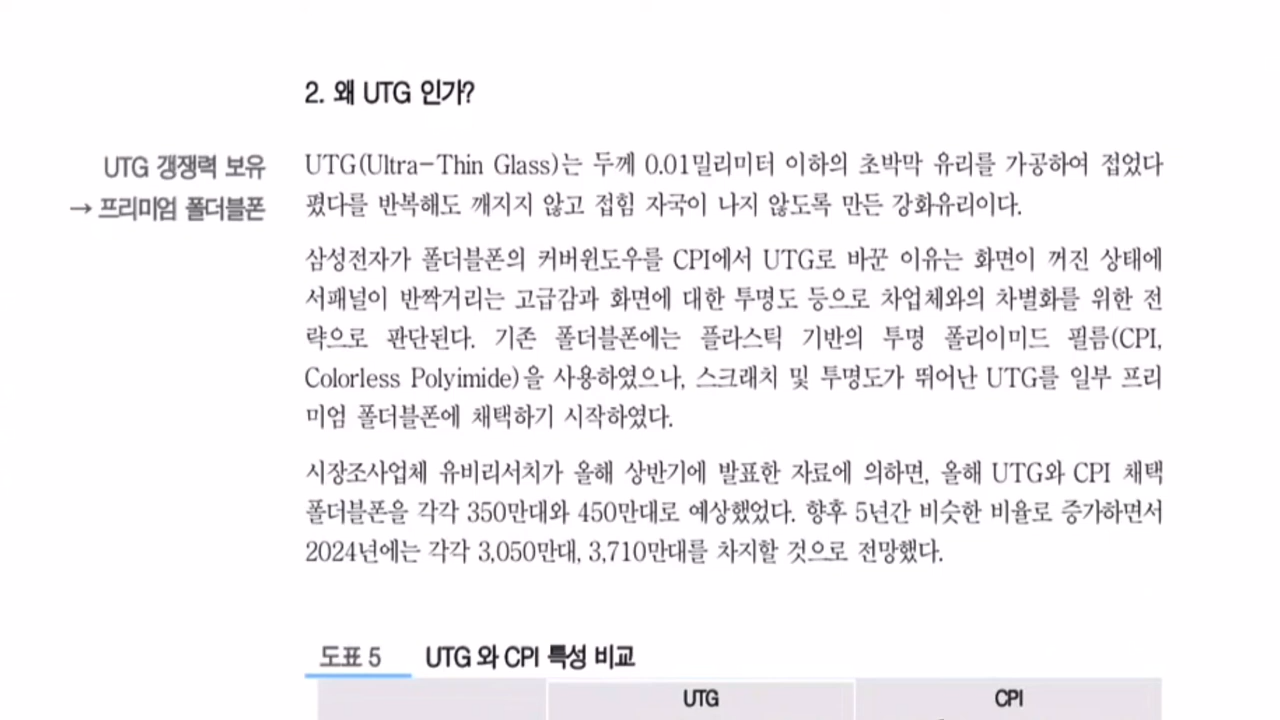 2. 왜 UTG 인가?
UTG 갱쟁력 보유
→ 프리미엄 폴더블폰
UTG(Ultra-Thin Glass)는 두께 0.01밀리미터 이하의 초박막 유리를 가공하여 접었다
폈다를 반복해도 깨지지 않고 접힘 자국이 나지 않도록 만든 강화유리이다.
삼성전자가 폴더블폰의 커버윈도우를 CPI에서 UTG로 바꾼 이유는 화면이 꺼진 상태에
서패널이 반짝거리는 고급감과 화면에 대한 투명도 등으로 차업체와의 차별화를 위한 전
략으로 판단된다. 기존 폴더블폰에는 플라스틱 기반의 투명 폴리이미드 필름(CPI,
Colorless Polyimide)을 사용하였으나, 스크래치 및 투명도가 뛰어난 UTG를 일부 프리
미엄 폴더블폰에 채택하기 시작하였다.
시장조사업체 유비리서치가 올해 상반기에 발표한 자료에 의하면, 올해 UTG와 CPI 채택
폴더블폰을 각각 350만대와 450만대로 예상했었다. 향후 5년간 비슷한 비율로 증가하면서
2024년에는 각각 3,050만대, 3,710만대를 차지할 것으로 전망했다.
도표 5 UTG 와 CPI 특성 비교
UTG CPI